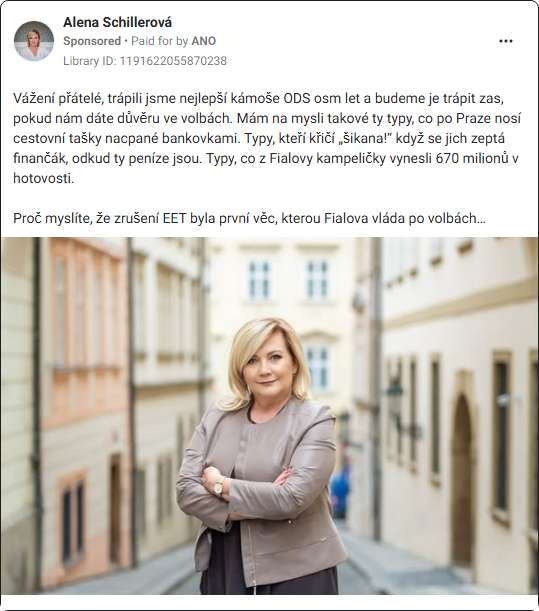 Alena Schillerová
Sponsored • Paid for by ANO
Library ID: 1191622055870238
Vážení přátelé, trápili jsme nejlepší kámoše ODS osm let a budeme je trápit zas,
pokud nám dáte důvěru ve volbách. Mám na mysli takové ty typy, co po Praze nosí
cestovní tašky nacpané bankovkami. Typy, kteří křičí „šikana!“ když se jich zeptá
finančák, odkud ty peníze jsou. Typy, co z Fialovy kampeličky vynesli 670 milionů v
hotovosti.
Proč myslíte, že zrušení EET byla první věc, kterou Fialova vláda po volbách…